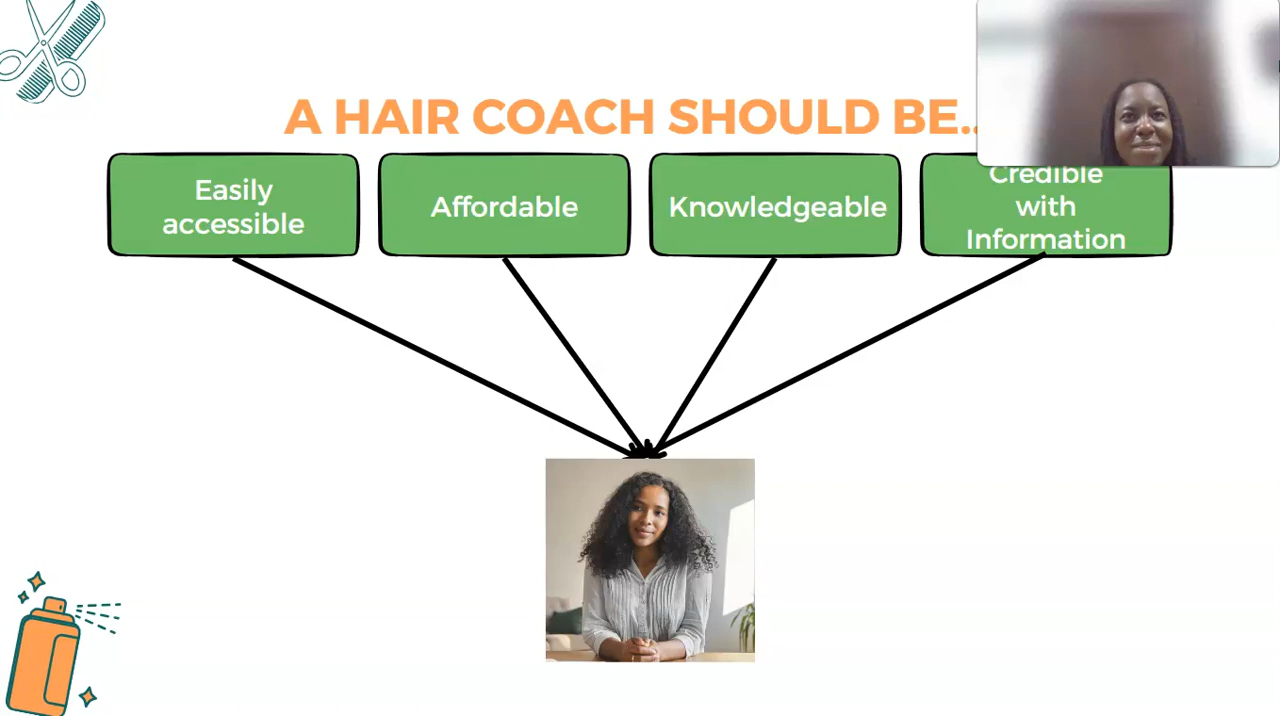 A HAIR COACH SHOULD BE..
Easily
accessible
Affordable
Knowledgeable
Credible
with
Information